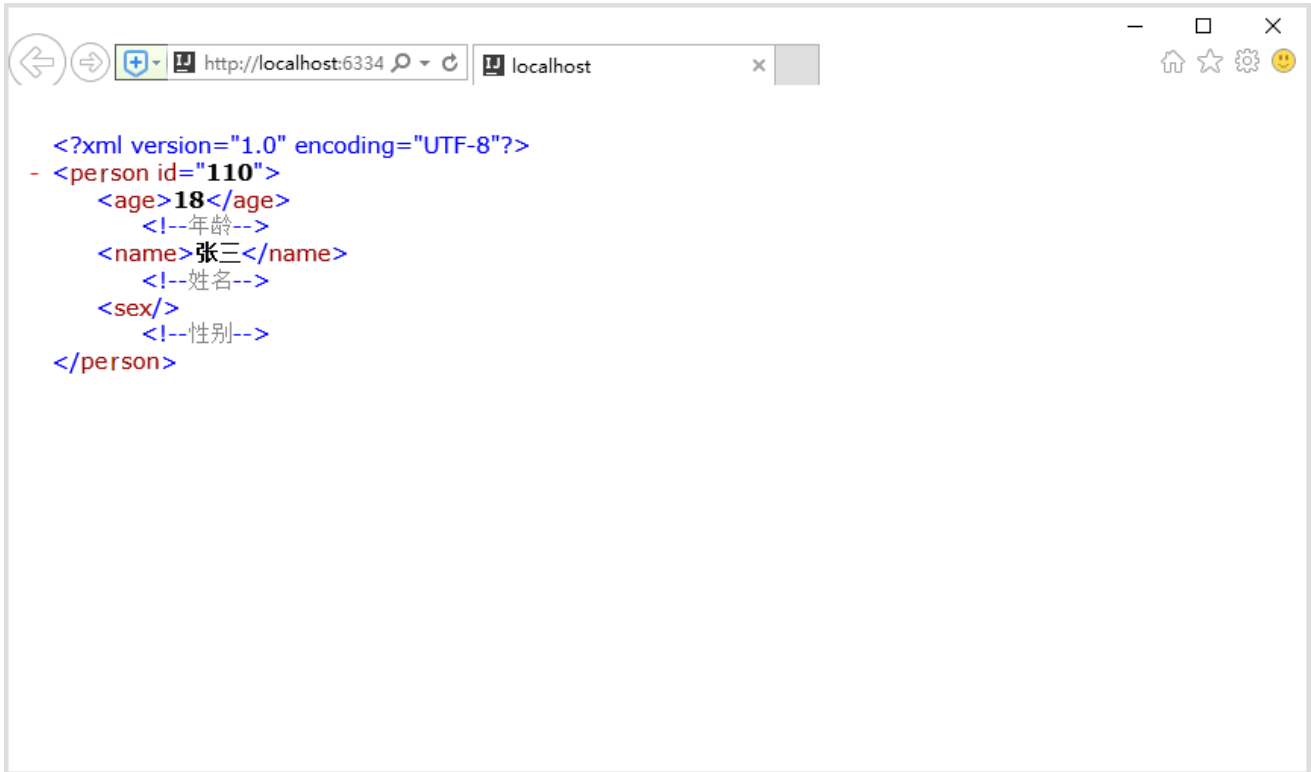 http://localhost:6334
localhost
<?xml version="1.0" encoding="UTF-8"?>
- <person id="110">
<age>18</age>
<!--年龄-->
<name>张三</name>
<!--姓名-->
<sex/>
<!--性别-->
</person>